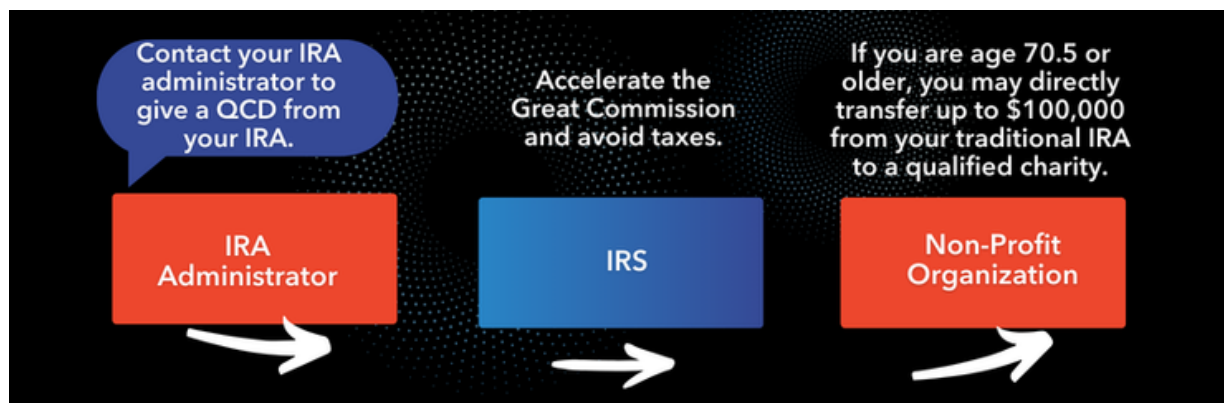 Contact your IRA
administrator to
give a QCD from
your IRA.
IRA
Administrator
Accelerate the
Great Commission
and avoid taxes.
IRS
If you are age 70.5 or
older, you may directly
transfer up to $100,000
from your traditional IRA
to a qualified charity.
Non-Profit
Organization